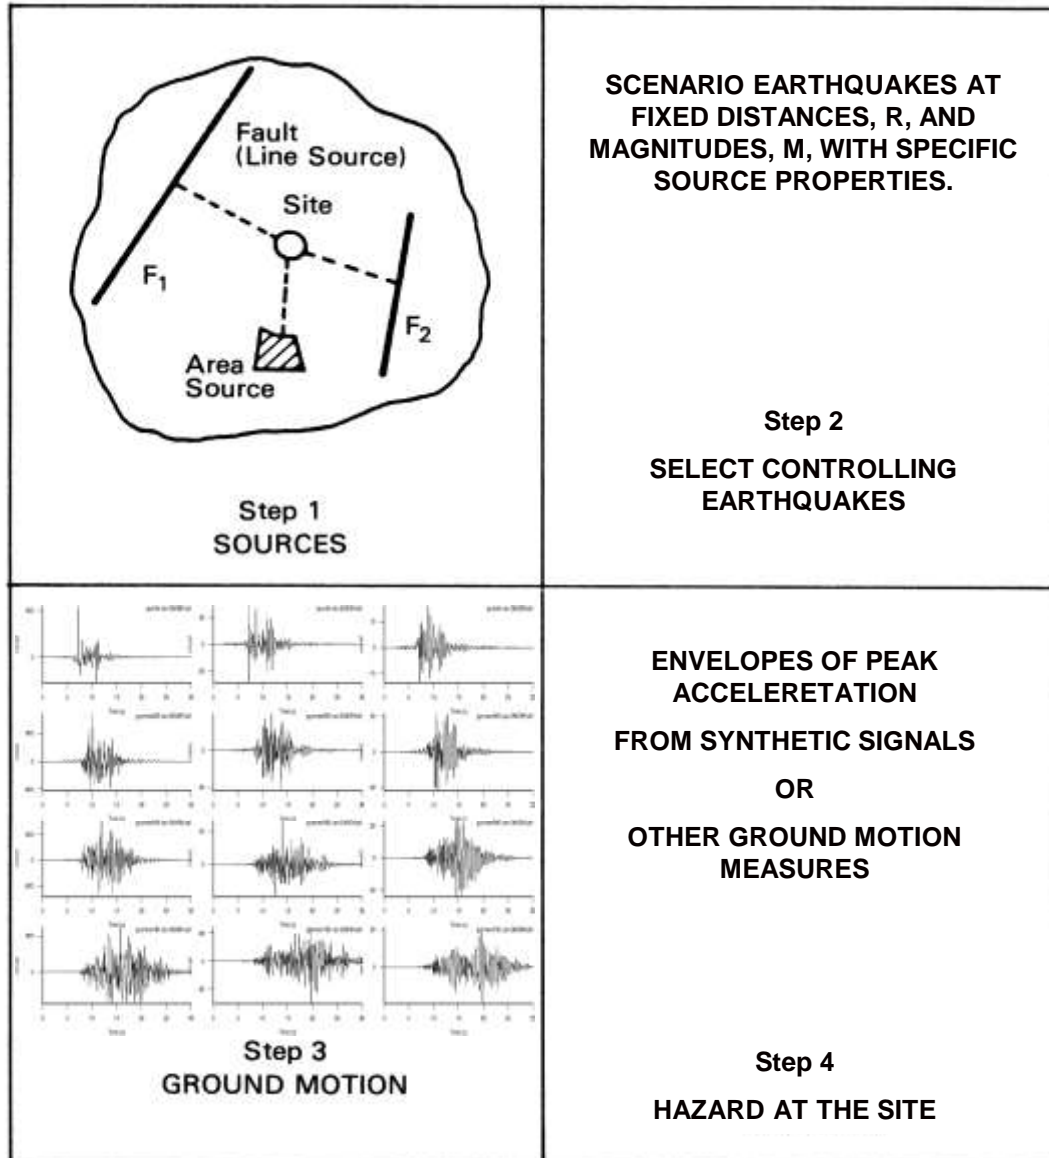 Fault
(Line Source)
Site
F1
F2
Area
Source
Step 1
SOURCES
SCENARIO EARTHQUAKES AT
FIXED DISTANCES, R, AND
MAGNITUDES, M, WITH SPECIFIC
SOURCE PROPERTIES.
Step 2
SELECT CONTROLLING
EARTHQUAKES
Step 3
GROUND MOTION
ENVELOPES OF PEAK
ACCELERETATION
FROM SYNTHETIC SIGNALS
OR
OTHER GROUND MOTION
MEASURES
Step 4
HAZARD AT THE SITE